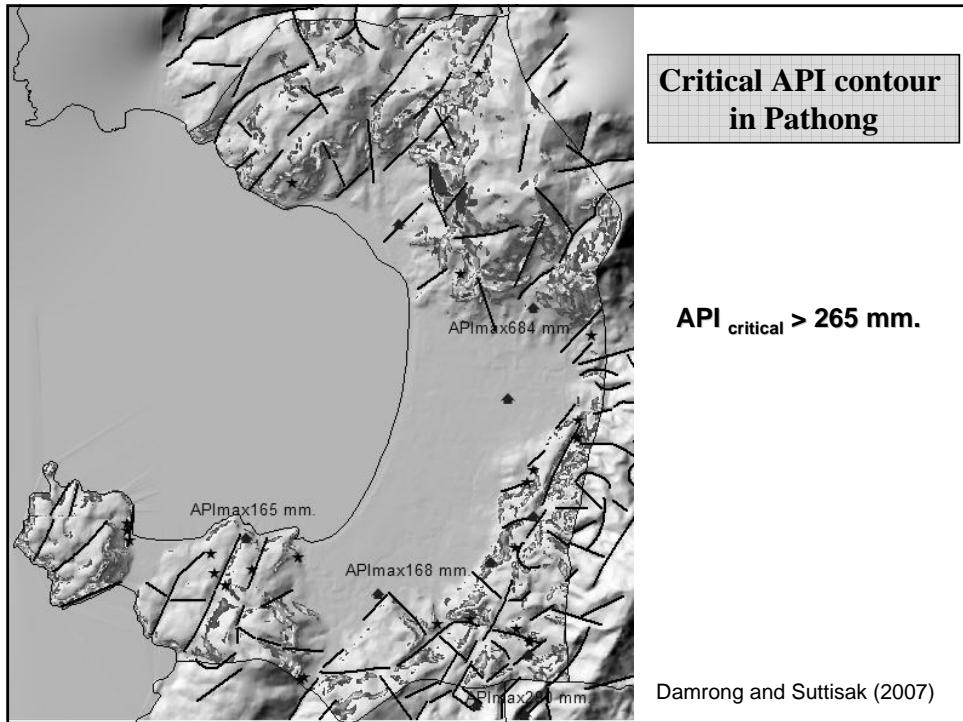 Critical API contour
in Pathong
API critical > 265 mm.
APImax684 mm.
APImax165 mm.
APImax168 mm.
Damrong and Suttisak (2007)